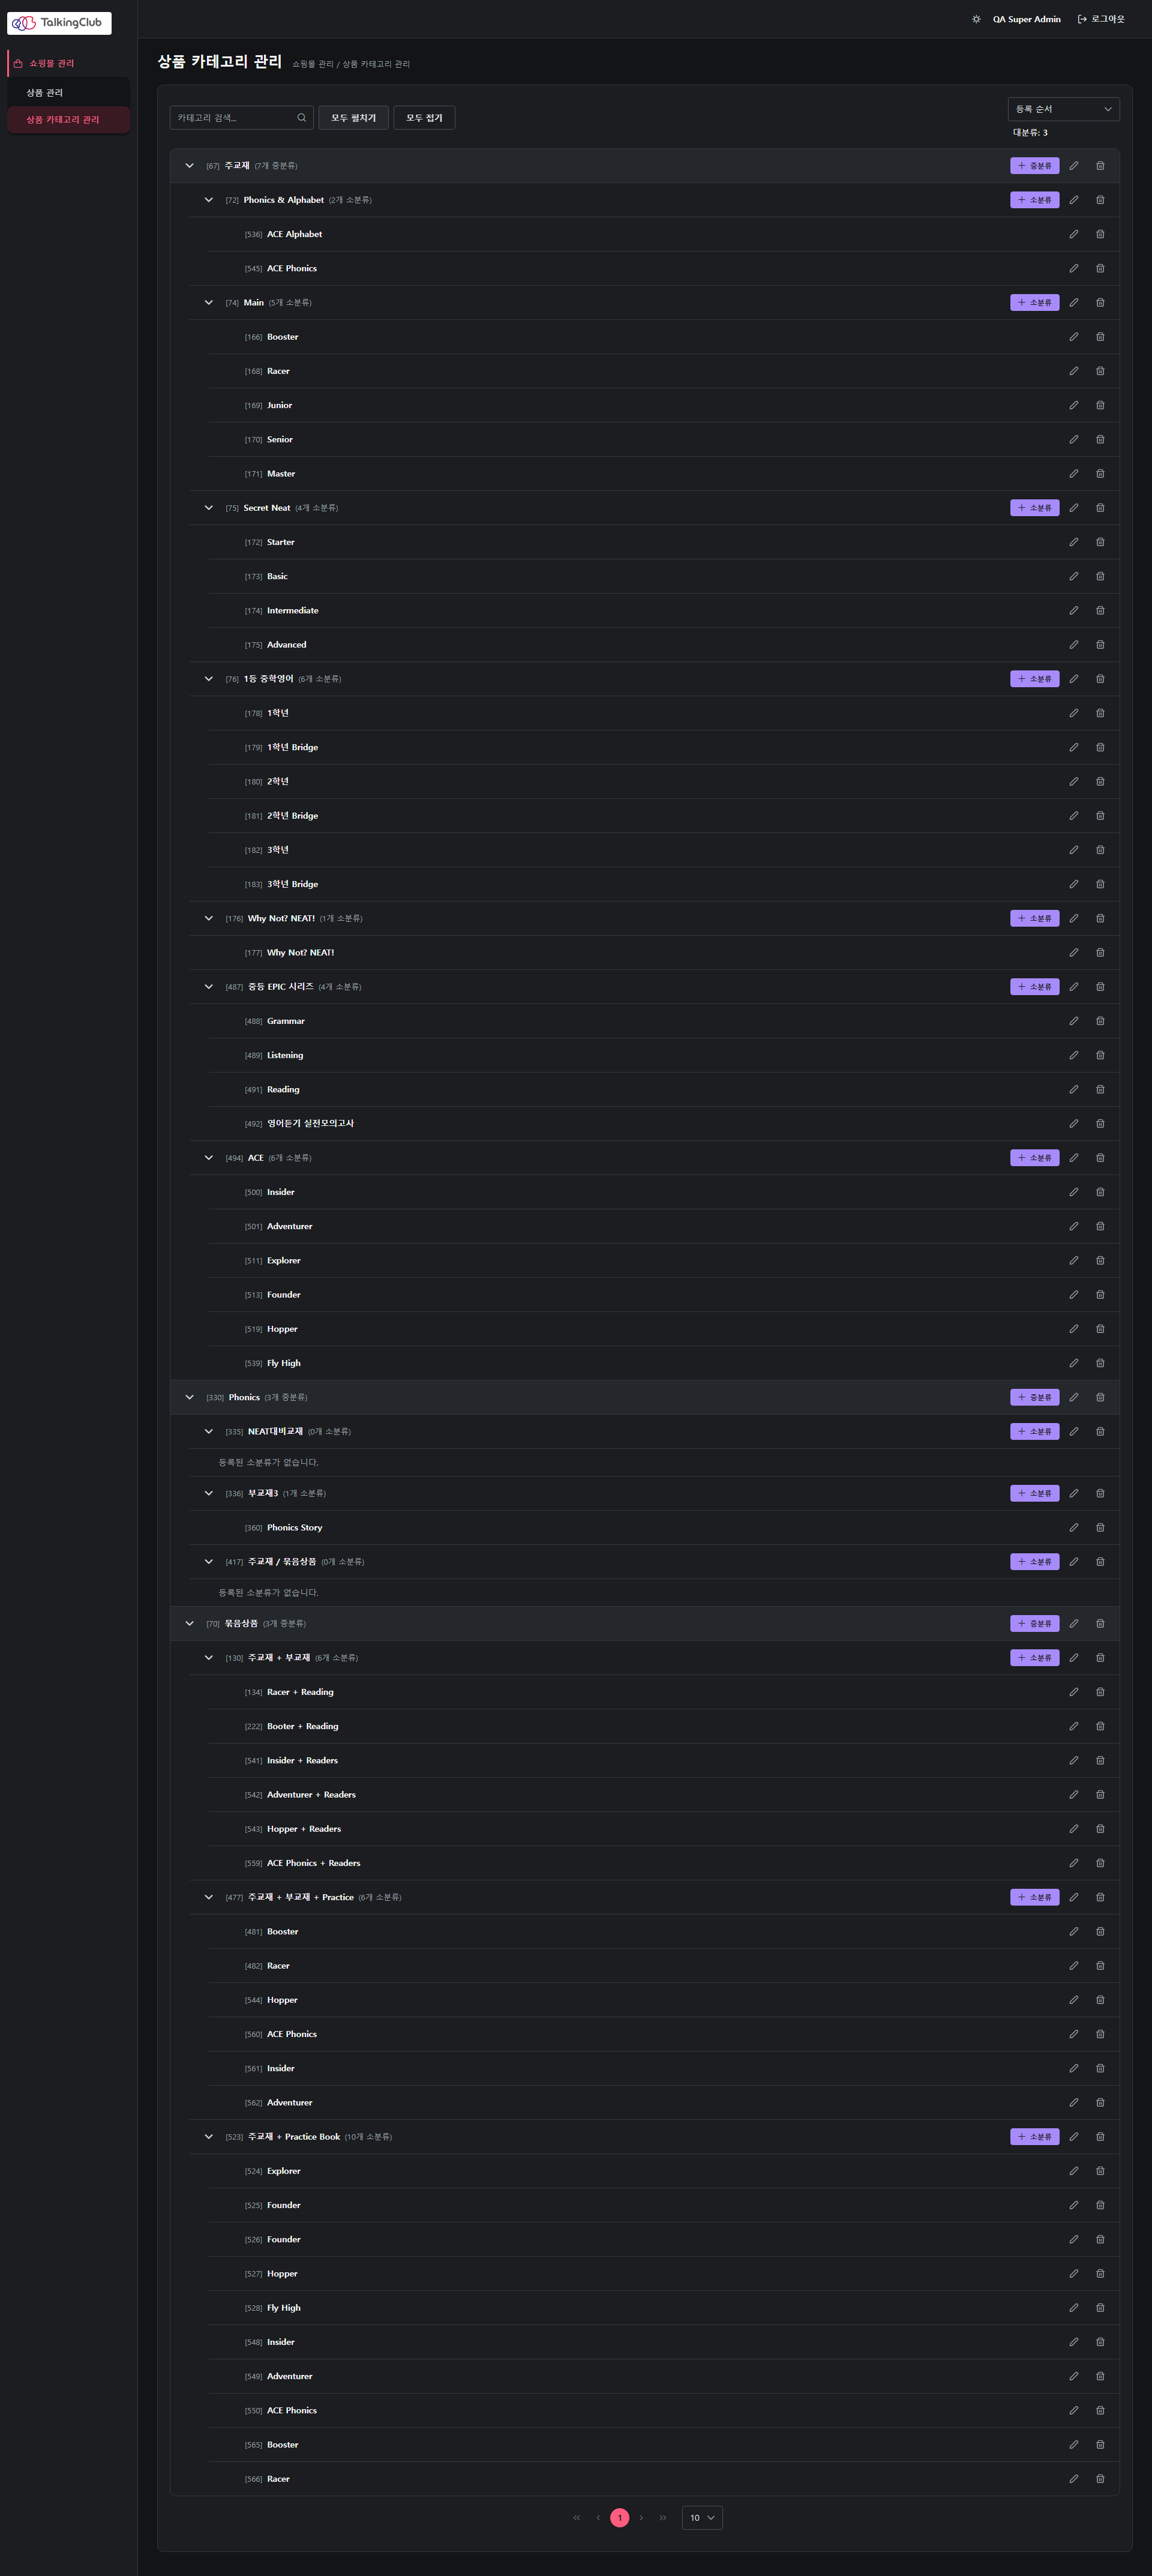 TalkingClub
QA Super Admin
로그아웃
쇼핑몰 관리
상품 관리
상품 카테고리 관리
상품 카테고리 관리
쇼핑몰 관리 / 상품 카테고리 관리
카테고리 검색...
모두 펼치기
모두 접기
등록 순서
대분류: 3
[67] 주교재 (7개 중분류) + 중분류
[72] Phonics & Alphabet (2개 소분류) + 소분류
[536] ACE Alphabet
[545] ACE Phonics
[74] Main (5개 소분류) + 소분류
[166] Booster
[168] Racer
[169] Junior
[170] Senior
[171] Master
[75] Secret Neat (4개 소분류) + 소분류
[172] Starter
[173] Basic
[174] Intermediate
[175] Advanced
[76] 1등 중학영어 (6개 소분류) + 소분류
[178] 1학년
[179] 1학년 Bridge
[180] 2학년
[181] 2학년 Bridge
[182] 3학년
[183] 3학년 Bridge
[176] Why Not? NEAT! (1개 소분류) + 소분류
[177] Why Not? NEAT!
[487] 중등 EPIC 시리즈 (4개 소분류) + 소분류
[488] Grammar
[489] Listening
[491] Reading
[492] 영어듣기 실전모의고사
[494] ACE (6개 소분류) + 소분류
[500] Insider
[501] Adventurer
[511] Explorer
[513] Founder
[519] Hopper
[539] Fly High
[330] Phonics (3개 중분류) + 중분류
[335] NEAT대비교재 (0개 소분류) + 소분류
등록된 소분류가 없습니다.
[336] 부교재3 (1개 소분류) + 소분류
[360] Phonics Story
[417] 주교재 / 묶음상품 (0개 소분류) + 소분류
등록된 소분류가 없습니다.
[70] 묶음상품 (3개 중분류) + 중분류
[130] 주교재 + 부교재 (6개 소분류) + 소분류
[134] Racer + Reading
[222] Booter + Reading
[541] Insider + Readers
[542] Adventurer + Readers
[543] Hopper + Readers
[559] ACE Phonics + Readers
[477] 주교재 + 부교재 + Practice (6개 소분류) + 소분류
[481] Booster
[482] Racer
[544] Hopper
[560] ACE Phonics
[561] Insider
[562] Adventurer
[523] 주교재 + Practice Book (10개 소분류) + 소분류
[524] Explorer
[525] Founder
[526] Founder
[527] Hopper
[528] Fly High
[548] Insider
[549] Adventurer
[550] ACE Phonics
[565] Booster
[566] Racer
« ‹ 1 › » 10